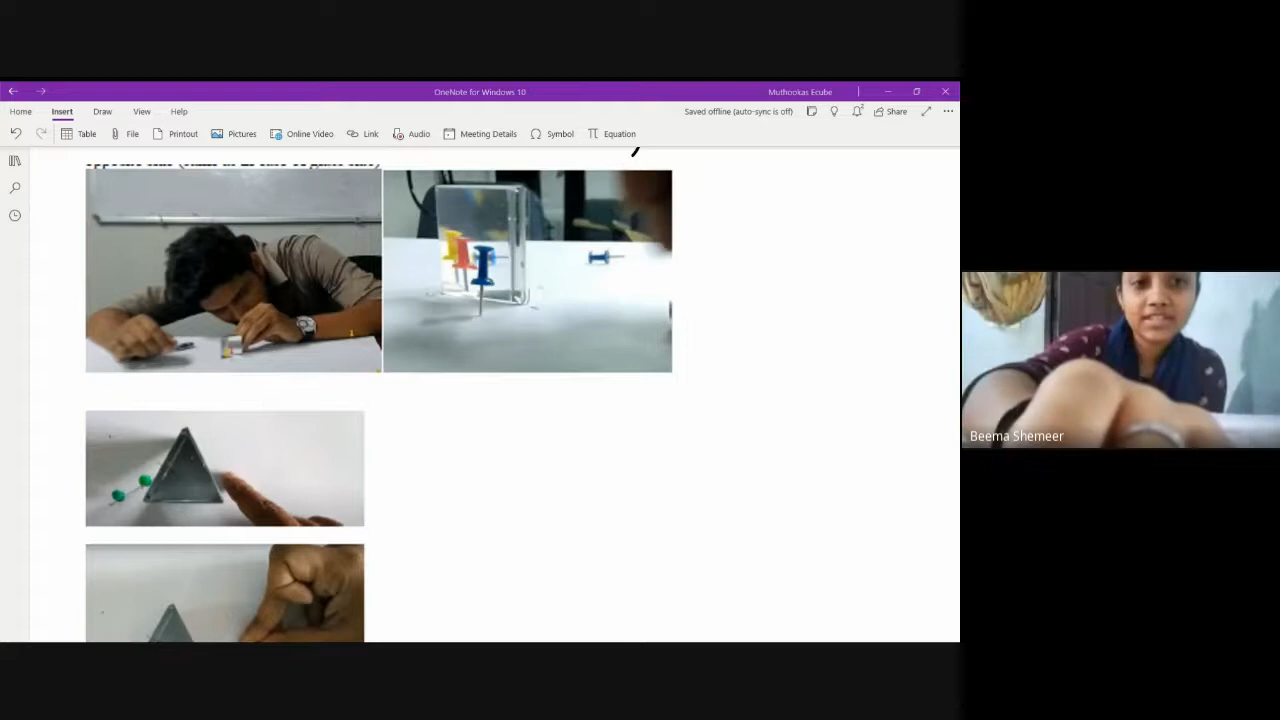 OneNote for Windows 10
Muthookas Ecube
Home Insert Draw View Help
Saved offline (auto-sync is off)
Share
Table File Printout Pictures Online Video Link Audio Meeting Details Symbol Equation
Beema Shemeer